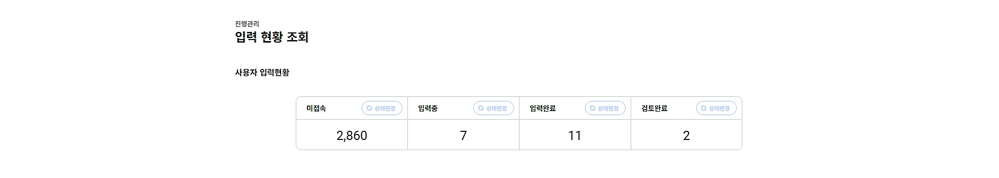 진행관리
입력 현황 조회
사용자 입력현황
미접속 상태변경 입력중 상태변경 입력완료 상태변경 검토완료 상태변경
2,860 7 11 2